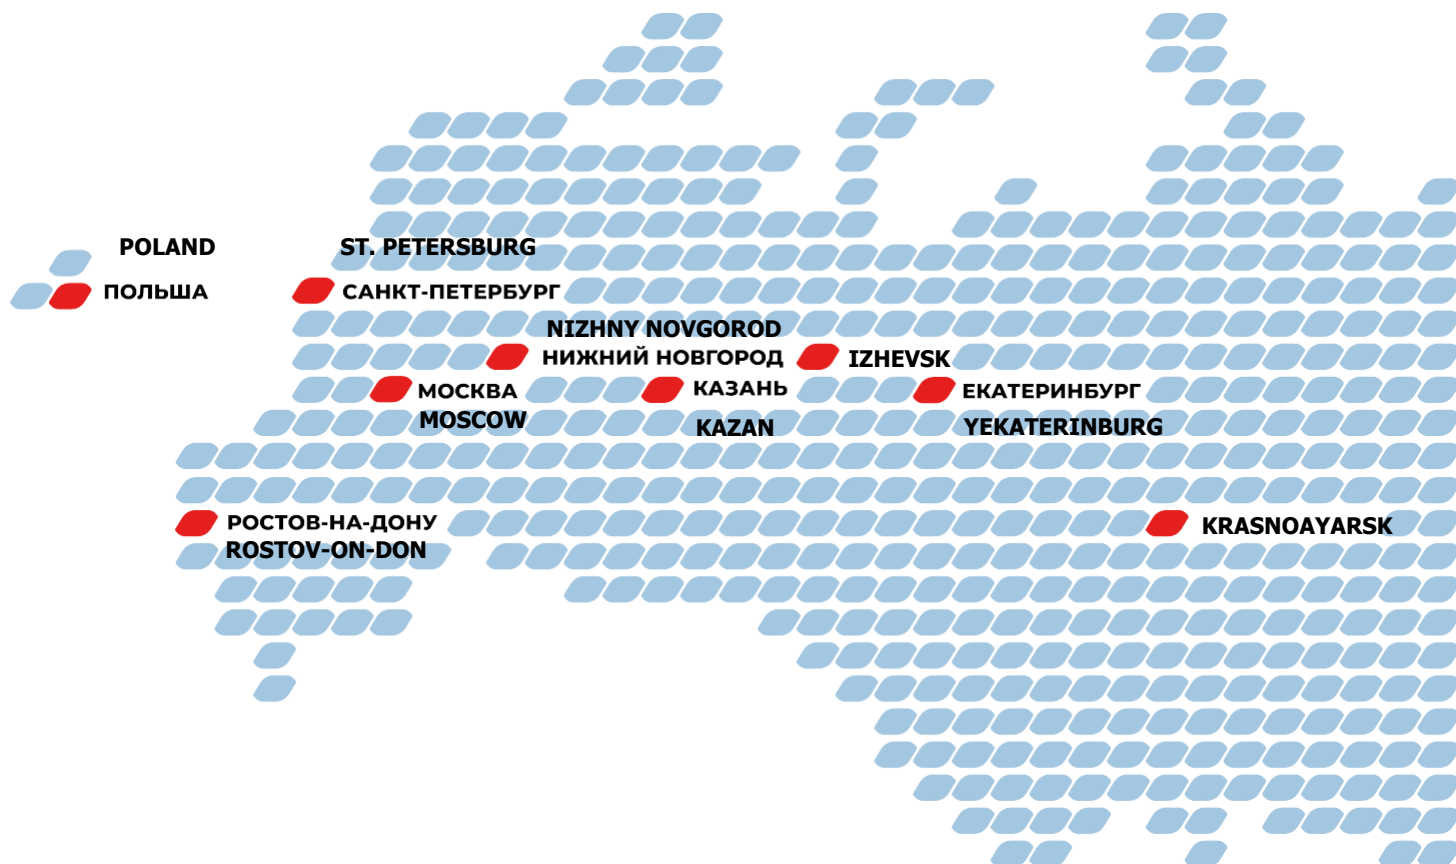 POLAND
ПОЛЬША
ST. PETERSBURG
САНКТ-ПЕТЕРБУРГ
NIZHNY NOVGOROD
НИЖНИЙ НОВГОРОД
IZHEVSK
МОСКВА
MOSCOW
КАЗАНЬ
KAZAN
ЕКАТЕРИНБУРГ
YEKATERINBURG
РОСТОВ-НА-ДОНУ
ROSTOV-ON-DON
KRASNOAYARSK